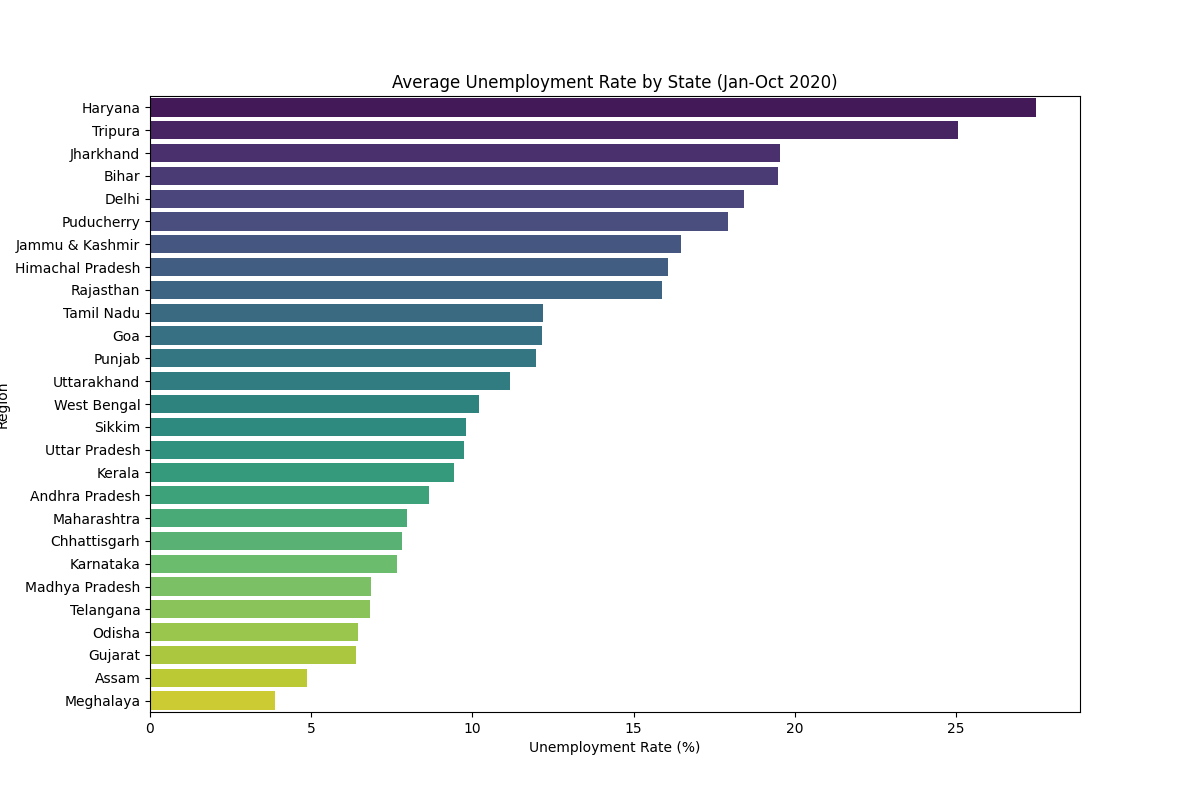 Average Unemployment Rate by State (Jan-Oct 2020)
Haryana
Tripura
Jharkhand
Bihar
Delhi
Puducherry
Jammu & Kashmir
Himachal Pradesh
Rajasthan
Tamil Nadu
Goa
Punjab
Uttarakhand
West Bengal
Sikkim
Uttar Pradesh
Kerala
Andhra Pradesh
Maharashtra
Chhattisgarh
Karnataka
Madhya Pradesh
Telangana
Odisha
Gujarat
Assam
Meghalaya
Region
0 5 10 15 20 25
Unemployment Rate (%)